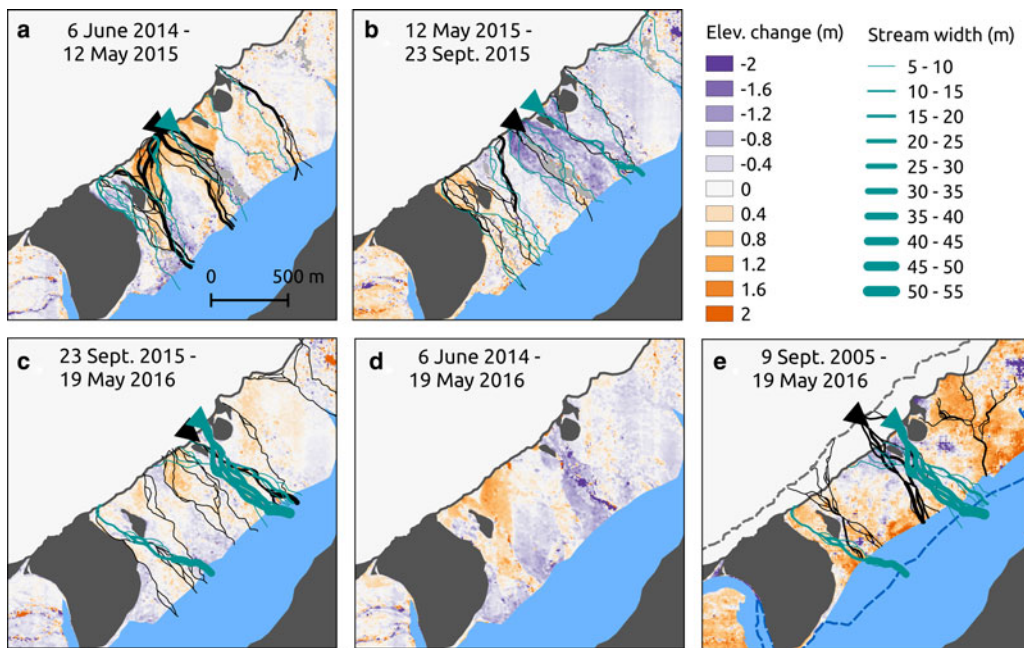 a
6 June 2014 -
12 May 2015
0
500 m
b
12 May 2015 -
23 Sept. 2015
Elev. change (m)
-2
-1.6
-1.2
-0.8
-0.4
0
0.4
0.8
1.2
1.6
2
Stream width (m)
5 - 10
10 - 15
15 - 20
20 - 25
25 - 30
30 - 35
35 - 40
40 - 45
45 - 50
50 - 55
c
23 Sept. 2015 -
19 May 2016
d
6 June 2014 -
19 May 2016
e
9 Sept. 2005 -
19 May 2016